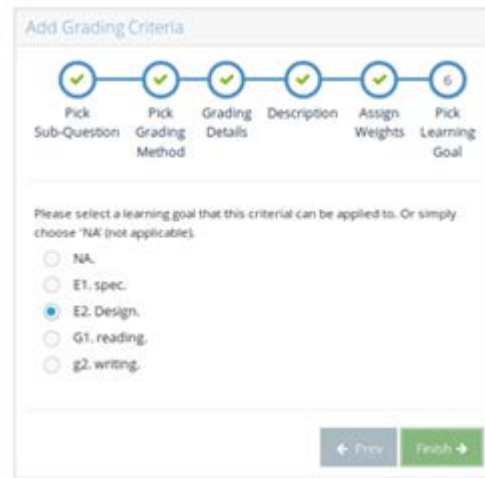 Add Grading Criteria
6
Pick Sub-Question
Pick Grading Method
Grading Details
Description
Assign Weights
Pick Learning Goal
Please select a learning goal that this criterial can be applied to. Or simply
choose 'NA' (not applicable).
NA.
E1. spec.
E2. Design.
G1. reading.
g2. writing.
Prev
Finish